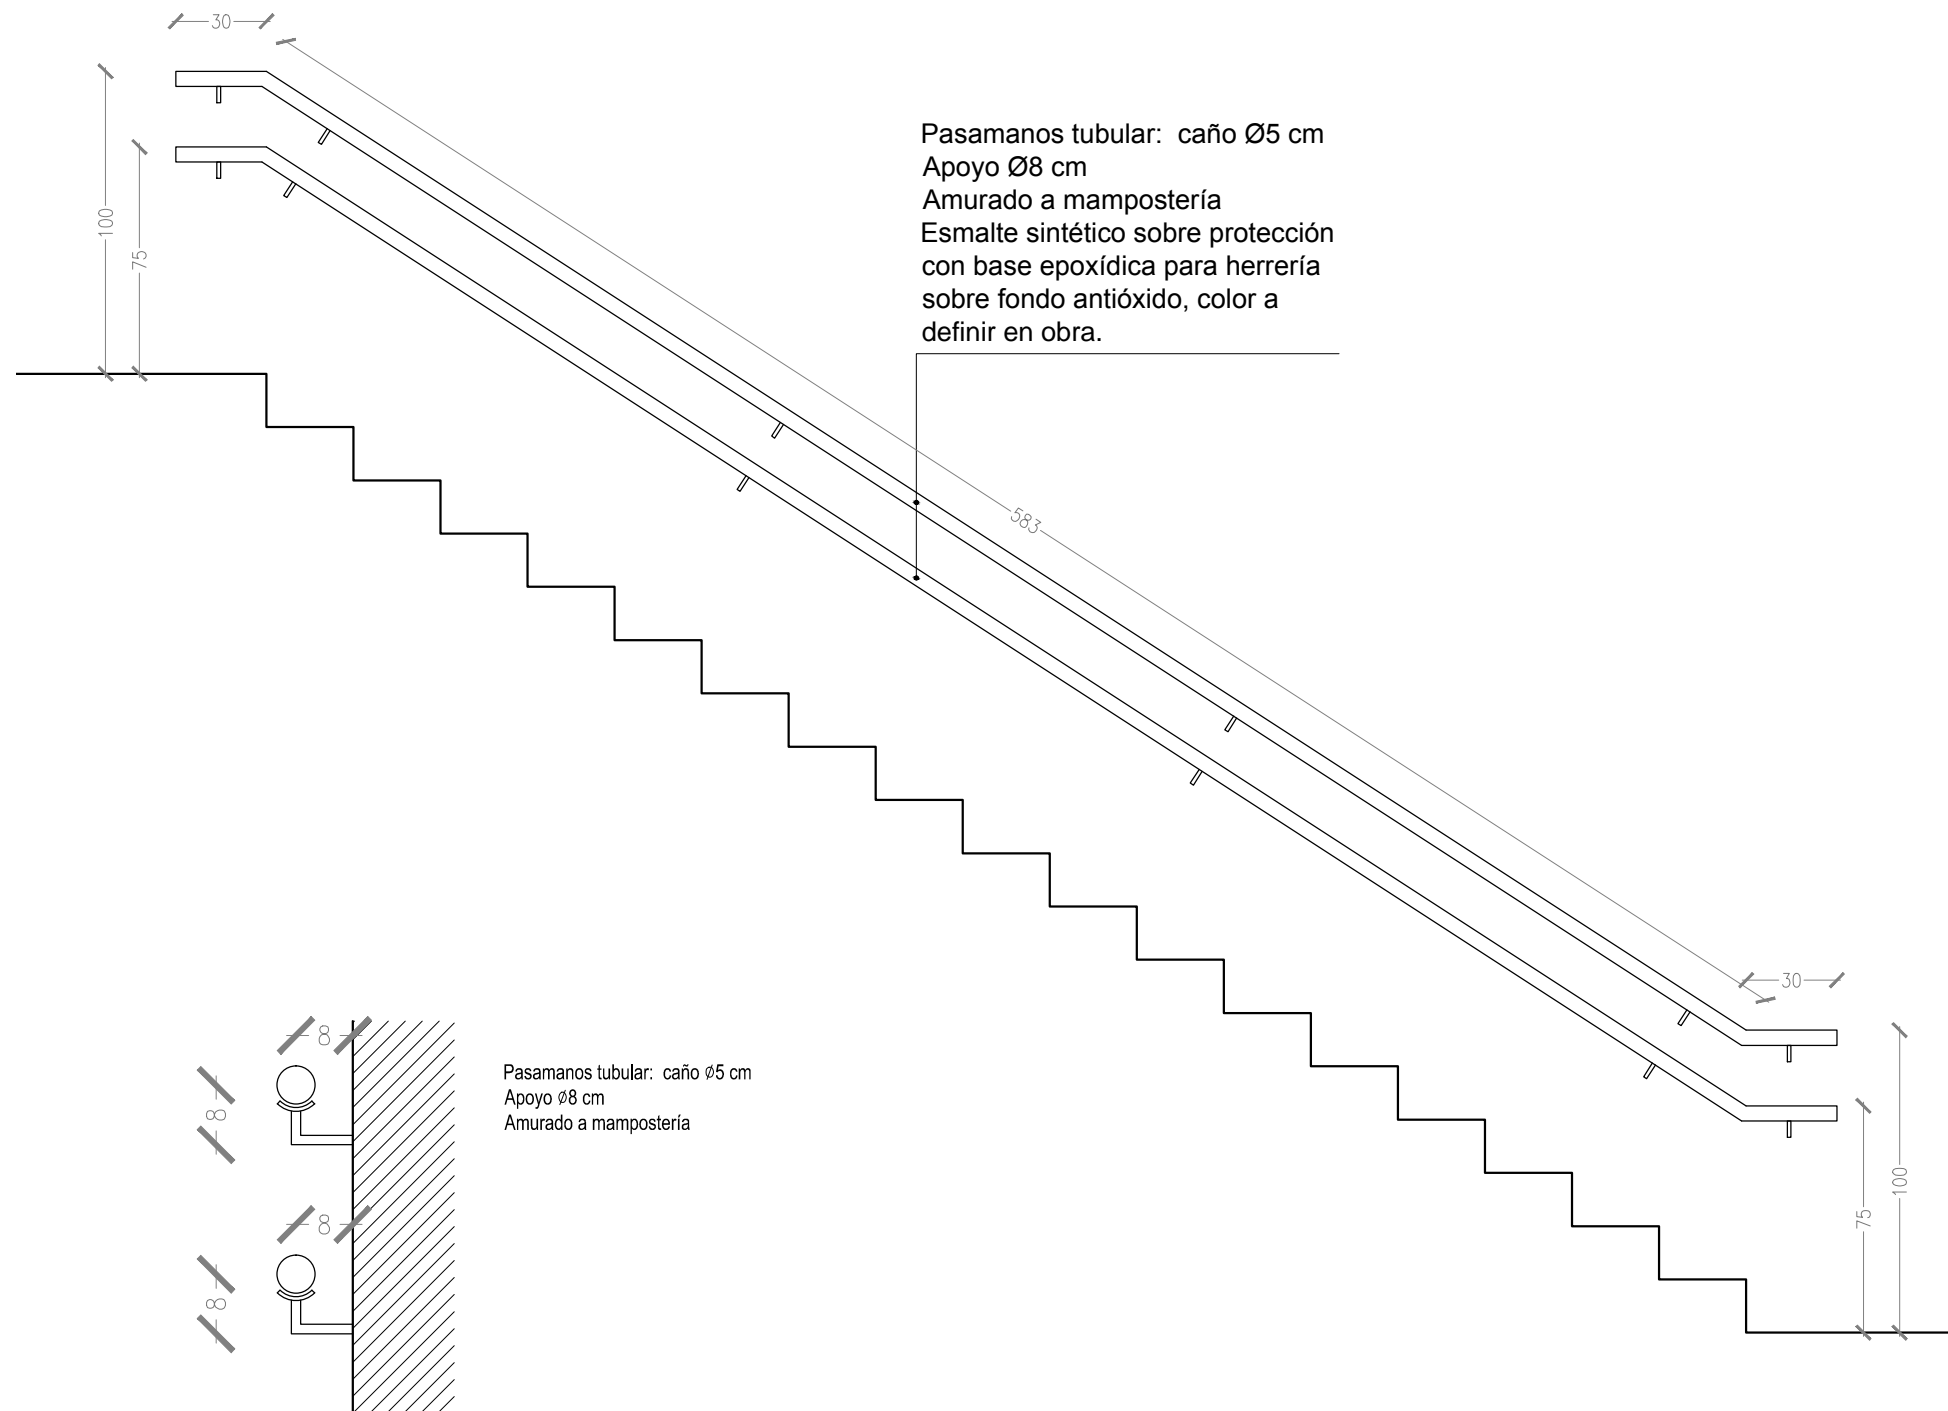 30
100
75
Pasamanos tubular:  caño Ø5 cm
Apoyo Ø8 cm
Amurado a mampostería
Esmalte sintético sobre protección
con base epoxídica para herrería
sobre fondo antióxido, color a
definir en obra.
583
30
8
8
Pasamanos tubular:  caño Ø5 cm
Apoyo Ø8 cm
Amurado a mampostería
8
8
75
100